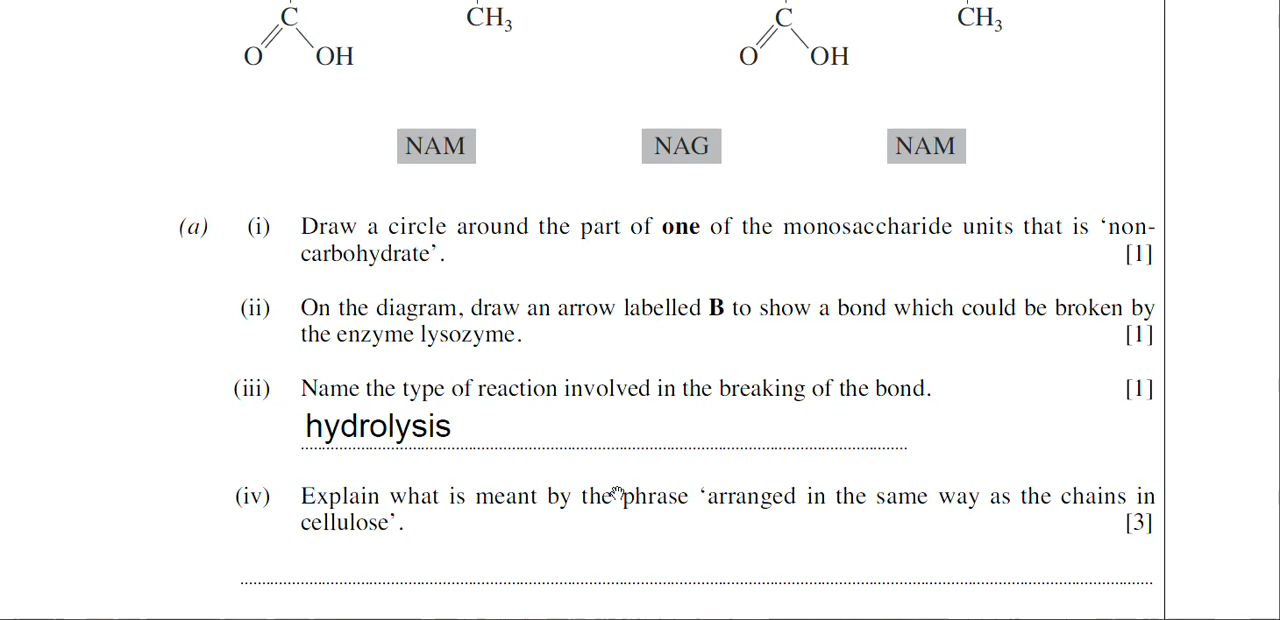 C CH₃ C CH₃
O OH O OH
NAM NAG NAM
(a) (i) Draw a circle around the part of one of the monosaccharide units that is ‘non-
carbohydrate’. [1]
(ii) On the diagram, draw an arrow labelled B to show a bond which could be broken by
the enzyme lysozyme. [1]
(iii) Name the type of reaction involved in the breaking of the bond. [1]
hydrolysis
(iv) Explain what is meant by the phrase ‘arranged in the same way as the chains in
cellulose’. [3]